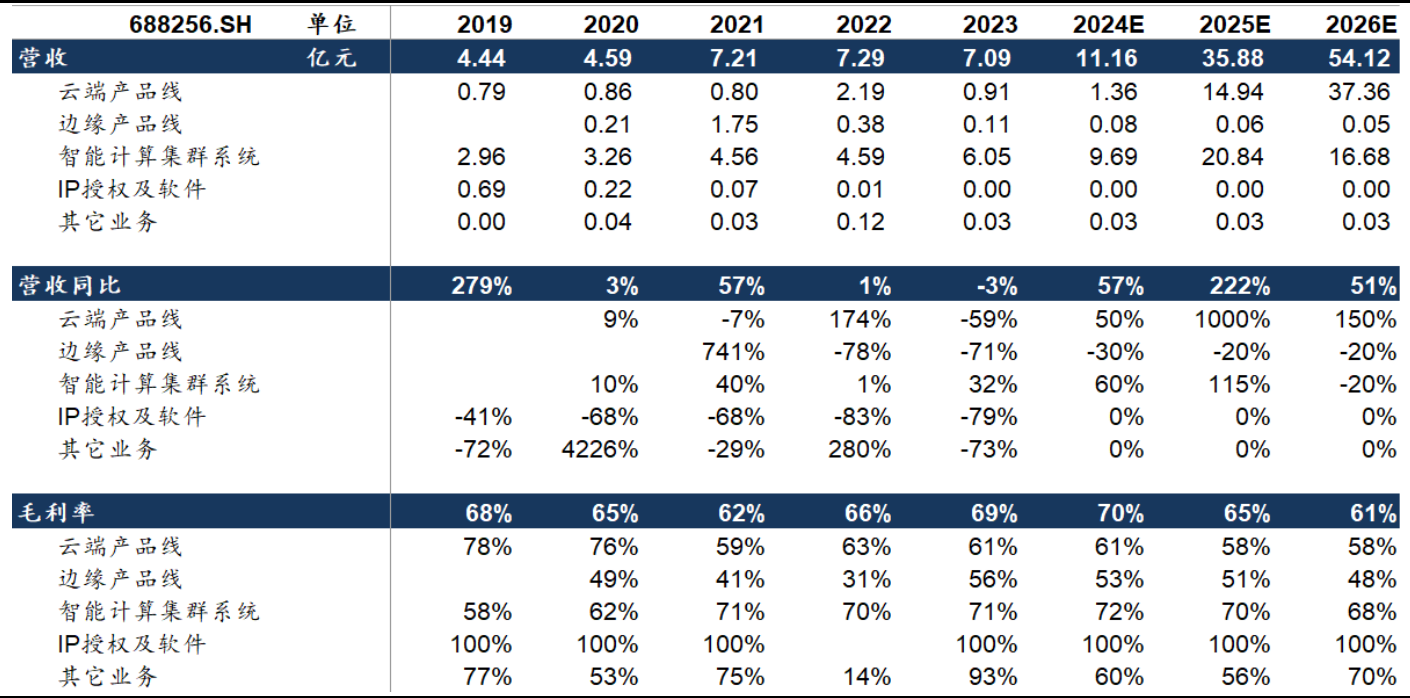 688256.SH 单位 2019 2020 2021 2022 2023 2024E 2025E 2026E
营收 亿元 4.44 4.59 7.21 7.29 7.09 11.16 35.88 54.12
云端产品线 0.79 0.86 0.80 2.19 0.91 1.36 14.94 37.36
边缘产品线 0.21 1.75 0.38 0.11 0.08 0.06 0.05
智能计算集群系统 2.96 3.26 4.56 4.59 6.05 9.69 20.84 16.68
IP授权及软件 0.69 0.22 0.07 0.01 0.00 0.00 0.00 0.00
其它业务 0.00 0.04 0.03 0.12 0.03 0.03 0.03 0.03
营收同比 279% 3% 57% 1% -3% 57% 222% 51%
云端产品线 9% -7% 174% -59% 50% 1000% 150%
边缘产品线 741% -78% -71% -30% -20% -20%
智能计算集群系统 10% 40% 1% 32% 60% 115% -20%
IP授权及软件 -41% -68% -68% -83% -79% 0% 0% 0%
其它业务 -72% 4226% -29% 280% -73% 0% 0% 0%
毛利率 68% 65% 62% 66% 69% 70% 65% 61%
云端产品线 78% 76% 59% 63% 61% 61% 58% 58%
边缘产品线 49% 41% 31% 56% 53% 51% 48%
智能计算集群系统 58% 62% 71% 70% 71% 72% 70% 68%
IP授权及软件 100% 100% 100% 100% 100% 100% 100%
其它业务 77% 53% 75% 14% 93% 60% 56% 70%